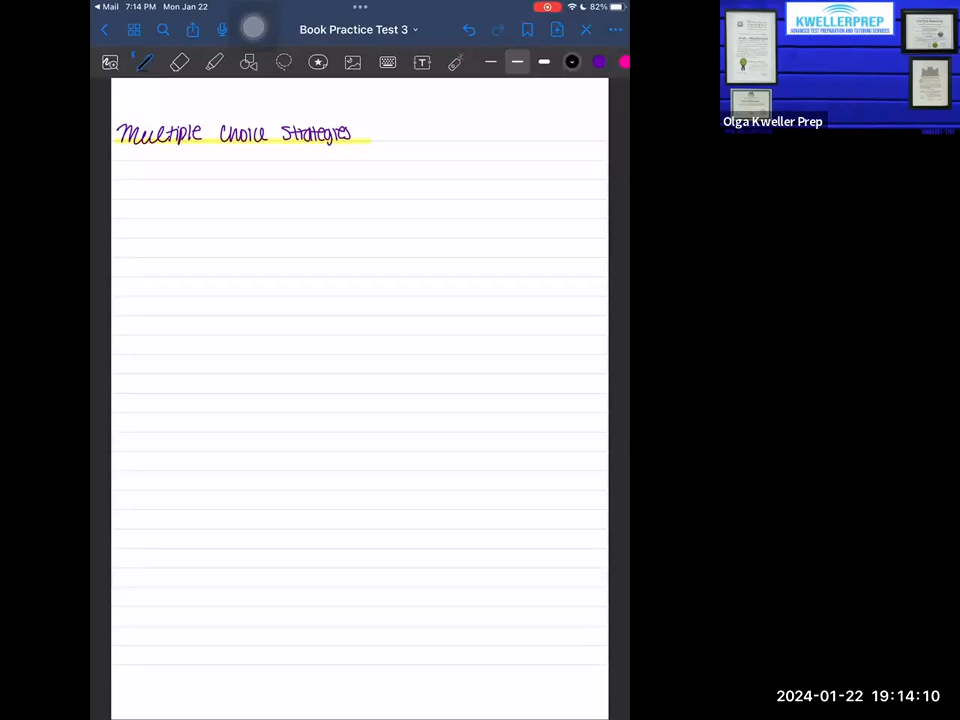 Mail 7:14 PM Mon Jan 22 82%
Book Practice Test 3
KWELLERPREP
ADVANCED TEST PREPARATION AND TUTORING SERVICES
Olga Kweller Prep
Multiple Choice Strategies
2024-01-22 19:14:10